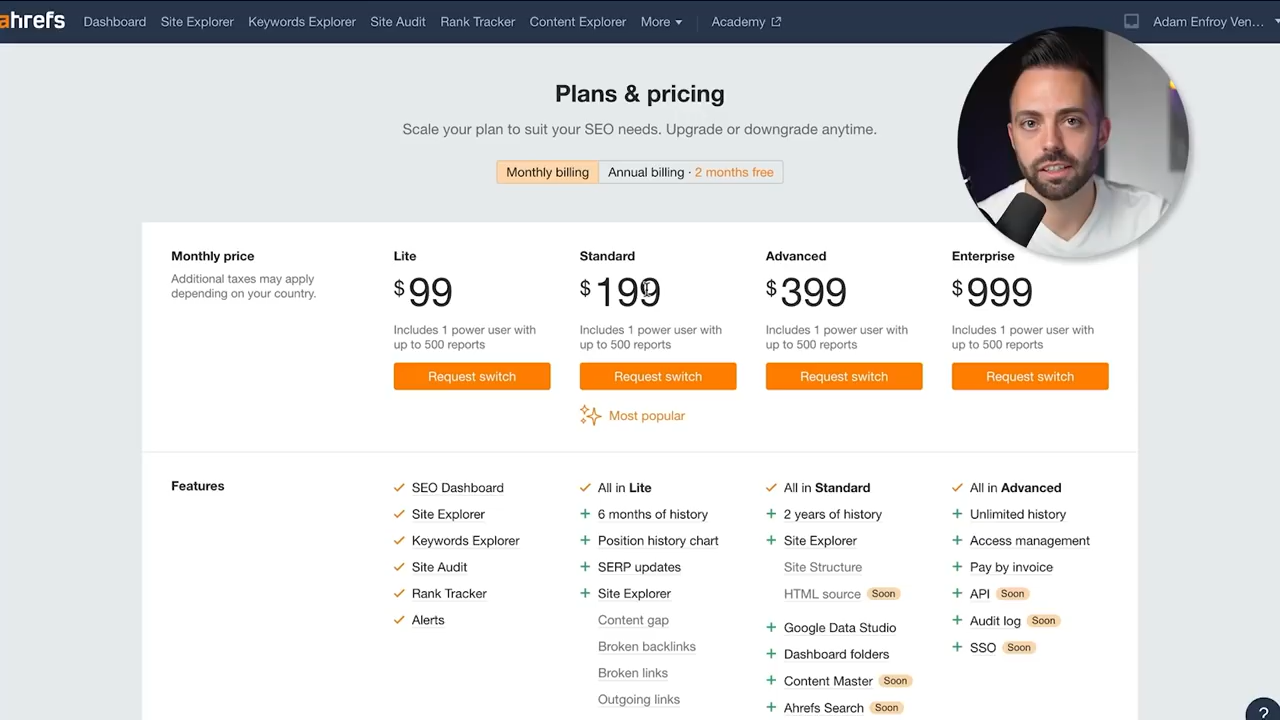 ahrefs Dashboard Site Explorer Keywords Explorer Site Audit Rank Tracker Content Explorer More Academy Adam Enfroy Ven...
Plans & pricing
Scale your plan to suit your SEO needs. Upgrade or downgrade anytime.
Monthly billing Annual billing · 2 months free
Monthly price
Additional taxes may apply
depending on your country.
Lite
$99
Includes 1 power user with
up to 500 reports
Request switch
Standard
$199
Includes 1 power user with
up to 500 reports
Request switch
Most popular
Advanced
$399
Includes 1 power user with
up to 500 reports
Request switch
Enterprise
$999
Includes 1 power user with
up to 500 reports
Request switch
Features
SEO Dashboard
Site Explorer
Keywords Explorer
Site Audit
Rank Tracker
Alerts
All in Lite
6 months of history
Position history chart
SERP updates
Site Explorer
Content gap
Broken backlinks
Broken links
Outgoing links
All in Standard
2 years of history
Site Explorer
Site Structure
HTML source Soon
Google Data Studio
Dashboard folders
Content Master Soon
Ahrefs Search Soon
All in Advanced
Unlimited history
Access management
Pay by invoice
API Soon
Audit log Soon
SSO Soon
?